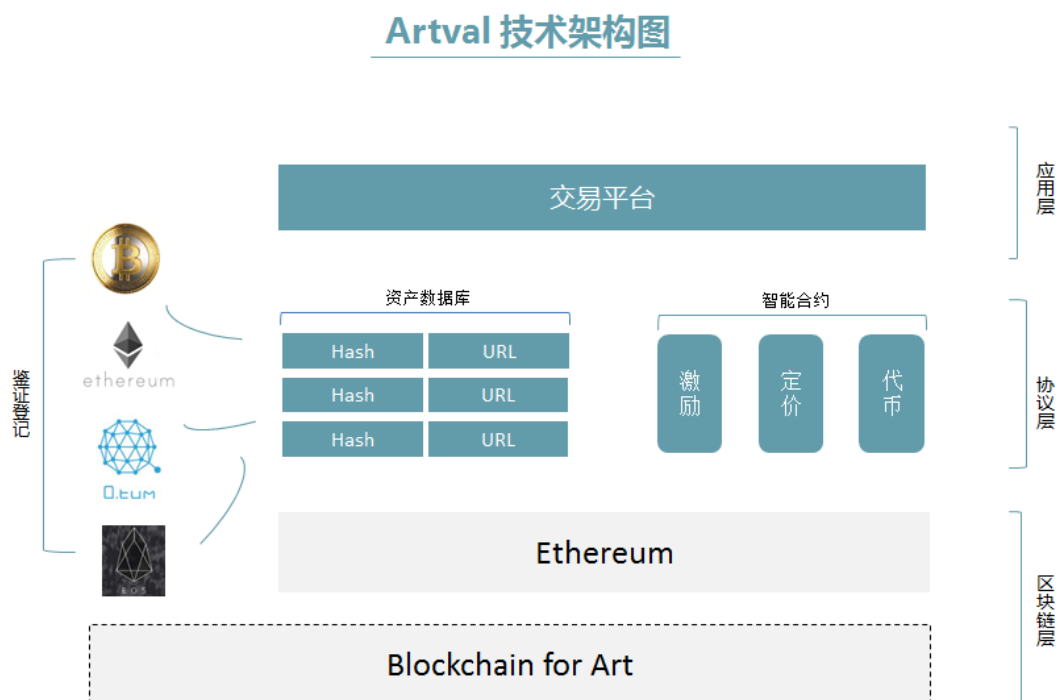 Artval 技术架构图
应用层
交易平台
资产数据库
智能合约
Hash URL
Hash URL
Hash URL
激励
定价
代币
协议层
鉴证登记
ethereum
Q.tum
EOS
Ethereum
区块链层
Blockchain for Art